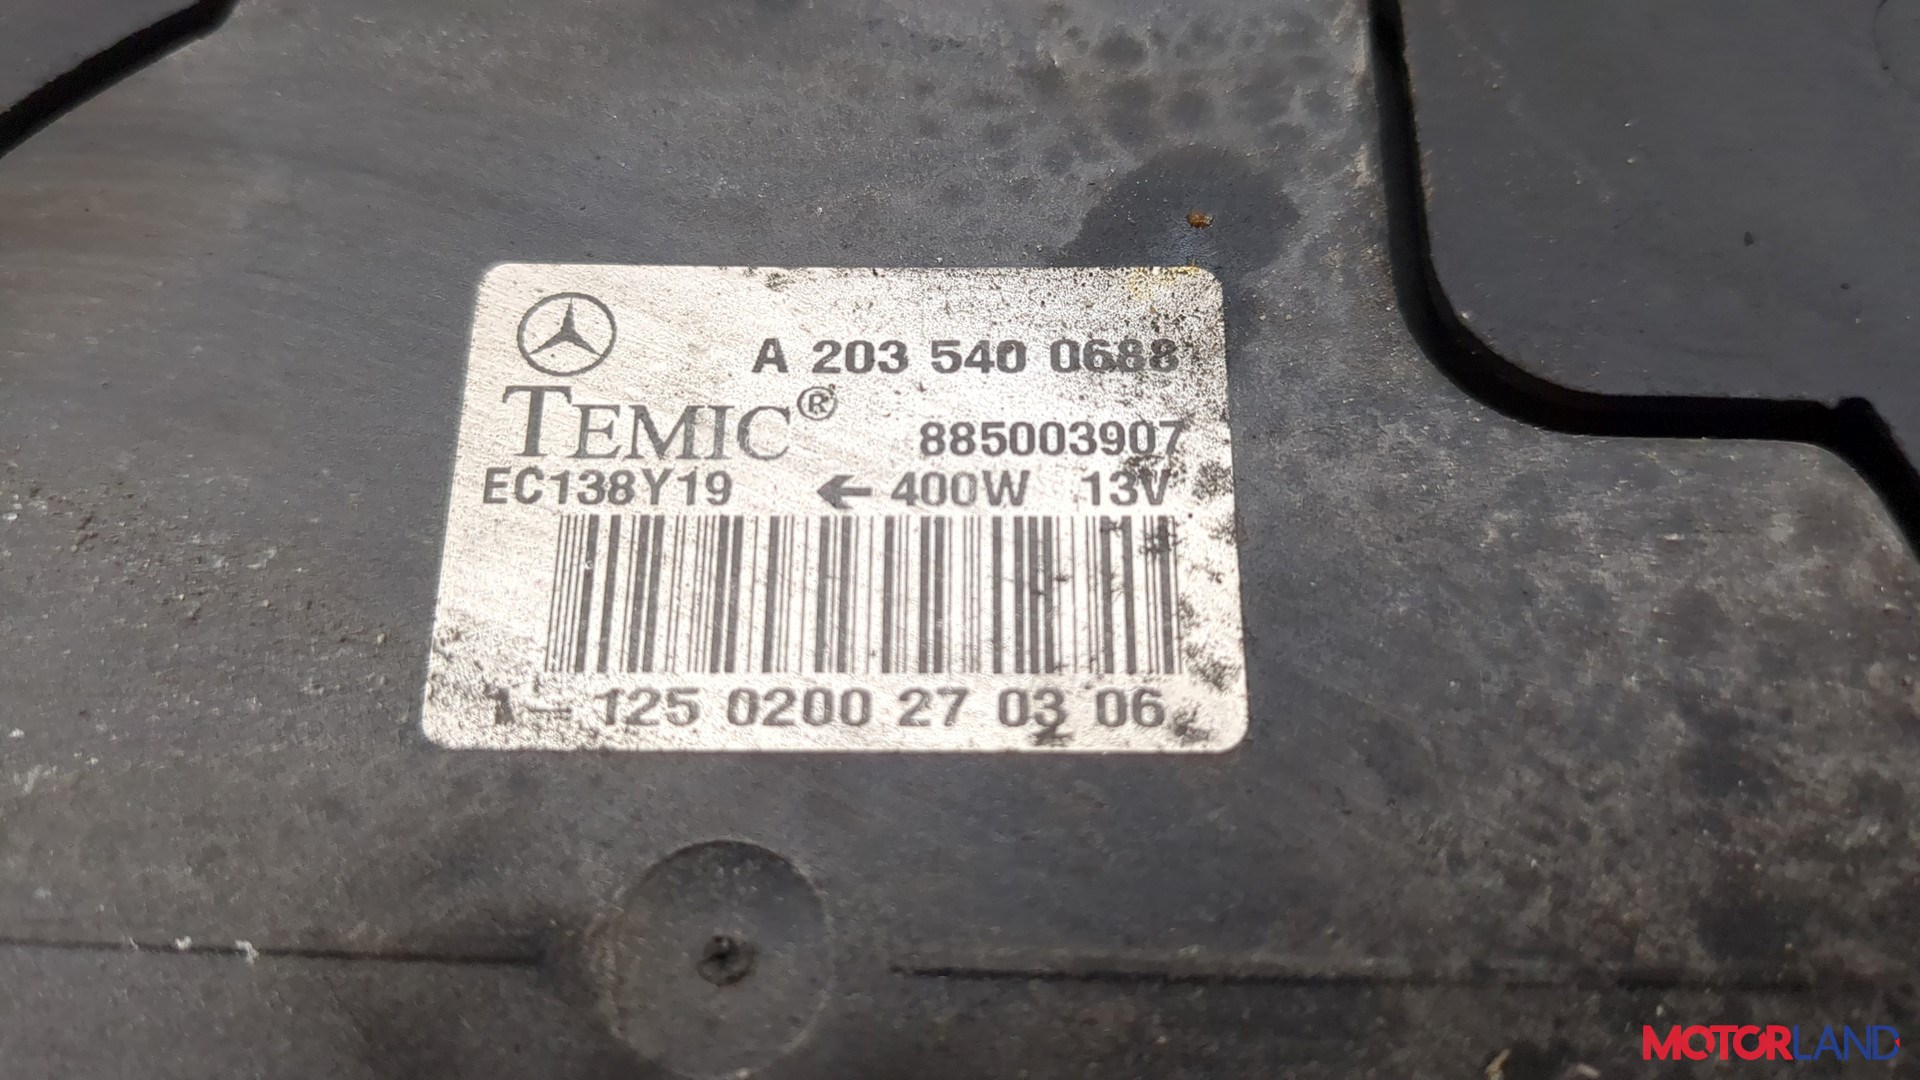 A 203 540 0688
TEMIC®
885003907
EC138Y19 ← 400W 13V
125 0200 27 03 06
MOTORLAND